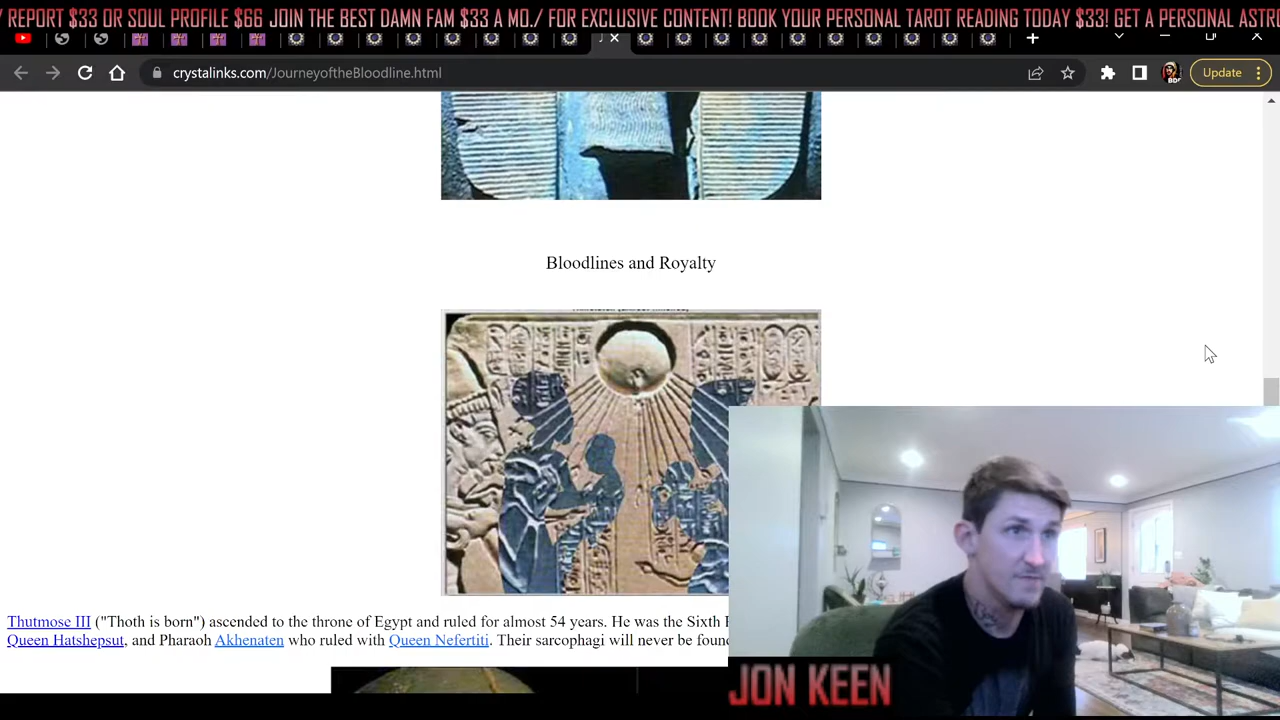 / REPORT $33 OR SOUL PROFILE $66 JOIN THE BEST DAMN FAM $33 A MO./ FOR EXCLUSIVE CONTENT! BOOK YOUR PERSONAL TAROT READING TODAY $33! GET A PERSONAL ASTR
crystalinks.com/JourneyoftheBloodline.html
Update
Bloodlines and Royalty
Thutmose III ("Thoth is born") ascended to the throne of Egypt and ruled for almost 54 years. He was the Sixth
Queen Hatshepsut, and Pharaoh Akhenaten who ruled with Queen Nefertiti. Their sarcophagi will never be foun
JON KEEN